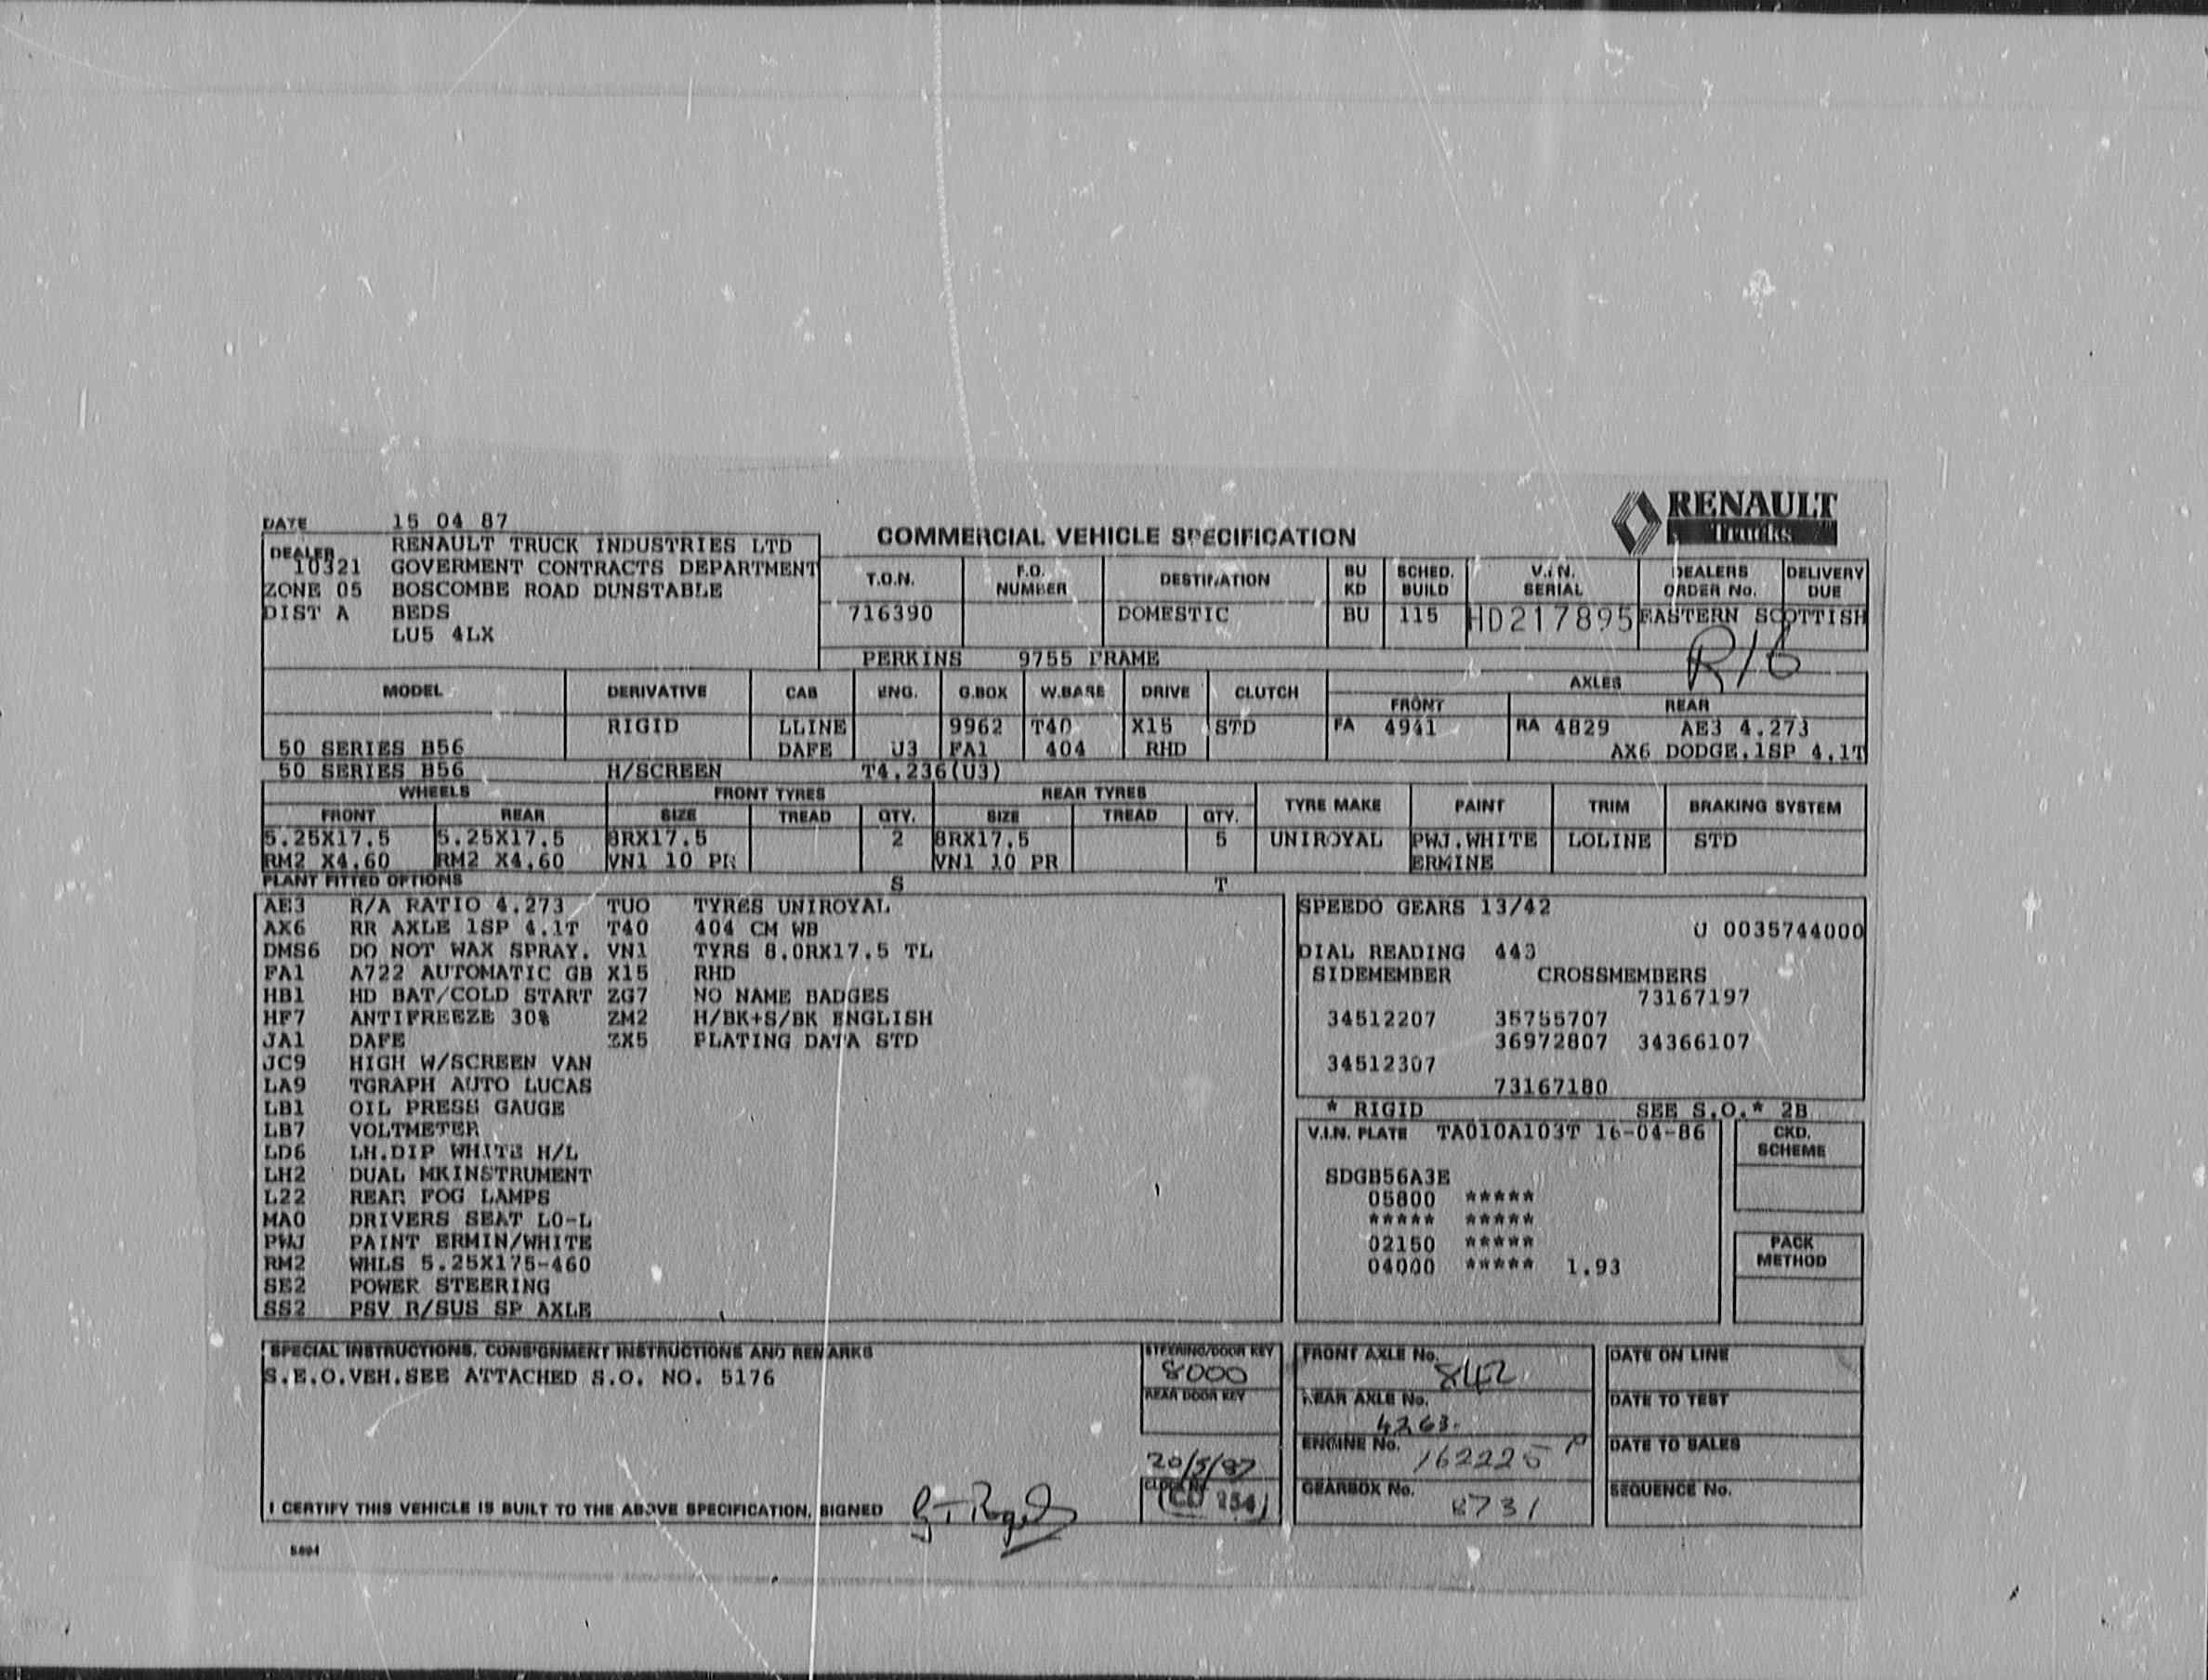 RENAULT
Trucks
DATE 15 04 87
COMMERCIAL VEHICLE SPECIFICATION
DEALER RENAULT TRUCK INDUSTRIES LTD
10321 GOVERMENT CONTRACTS DEPARTMENT
ZONE 05 BOSCOMBE ROAD DUNSTABLE
DIST A BEDS
LU5 4LX
T.O.N. F.O. NUMBER DESTINATION BU KD SCHED. BUILD V.I.N. SERIAL DEALERS ORDER No. DELIVERY DUE
716390 DOMESTIC BU 115 HD217895 EASTERN SCOTTISH
R16
PERKINS 9755 FRAME
MODEL DERIVATIVE CAB ENG. G.BOX W.BASE DRIVE CLUTCH AXLES
FRONT REAR
RIGID LLINE 9962 T40 X15 STD FA 4941 RA 4829 AE3 4.273
50 SERIES B56 DAFE U3 FA1 404 RHD AX6 DODGE.1SP 4.1T
50 SERIES B56 H/SCREEN T4.236(U3)
WHEELS FRONT TYRES REAR TYRES TYRE MAKE PAINT TRIM BRAKING SYSTEM
FRONT REAR SIZE TREAD QTY. SIZE TREAD QTY.
5.25X17.5 5.25X17.5 8RX17.5 2 8RX17.5 5 UNIROYAL PWJ.WHITE LOLINE STD
RM2 X4.60 RM2 X4.60 VN1 10 PR VN1 10 PR ERMINE
PLANT FITTED OPTIONS S T
AE3 R/A RATIO 4.273 TUO TYRES UNIROYAL
AX6 RR AXLE 1SP 4.1T T40 404 CM WB
DMS6 DO NOT WAX SPRAY. VN1 TYRS 8.0RX17.5 TL
FA1 A722 AUTOMATIC GB X15 RHD
HB1 HD BAT/COLD START ZG7 NO NAME BADGES
HF7 ANTIFREEZE 30% ZM2 H/BK+S/BK ENGLISH
JA1 DAFE ZX5 PLATING DATA STD
JC9 HIGH W/SCREEN VAN
LA9 TGRAPH AUTO LUCAS
LB1 OIL PRESS GAUGE
LB7 VOLTMETER
LD6 LH.DIP WHITE H/L
LH2 DUAL MKINSTRUMENT
L22 REAR FOG LAMPS
MA0 DRIVERS SEAT LO-L
PWJ PAINT ERMIN/WHITE
RM2 WHLS 5.25X175-460
SE2 POWER STEERING
SS2 PSV R/SUS SP AXLE
SPEEDO GEARS 13/42
U 0035744000
DIAL READING 443
SIDEMEMBER CROSSMEMBERS
73167197
34512207 35755707
36972807 34366107
34512307
73167180
* RIGID SEE S.O.* 2B
V.I.N. PLATE TA010A103T 16-04-86
SDGB56A3E
05800 *****
***** *****
02150 *****
04000 ***** 1.93
CKD. SCHEME
PACK METHOD
SPECIAL INSTRUCTIONS, CONSIGNMENT INSTRUCTIONS AND REMARKS
S.E.O.VEH.SEE ATTACHED S.O. NO. 5176
STEERING/DOOR KEY
8000
REAR DOOR KEY
20/5/87
CLOCK No.
I CERTIFY THIS VEHICLE IS BUILT TO THE ABOVE SPECIFICATION, SIGNED
FRONT AXLE No. 842
REAR AXLE No. 4263.
ENGINE No. 162225 P
GEARBOX No. 8731
DATE ON LINE
DATE TO TEST
DATE TO SALES
SEQUENCE No.